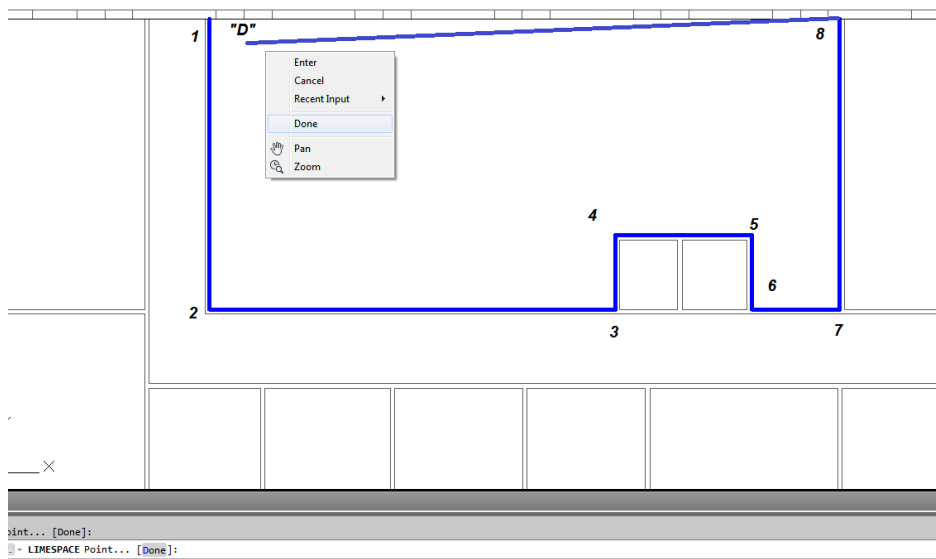 1
"D"
8
Enter
Cancel
Recent Input
Done
Pan
Zoom
4
5
6
2
3
7
X
Point... [Done]:
LIMESPACE Point... [Done]: